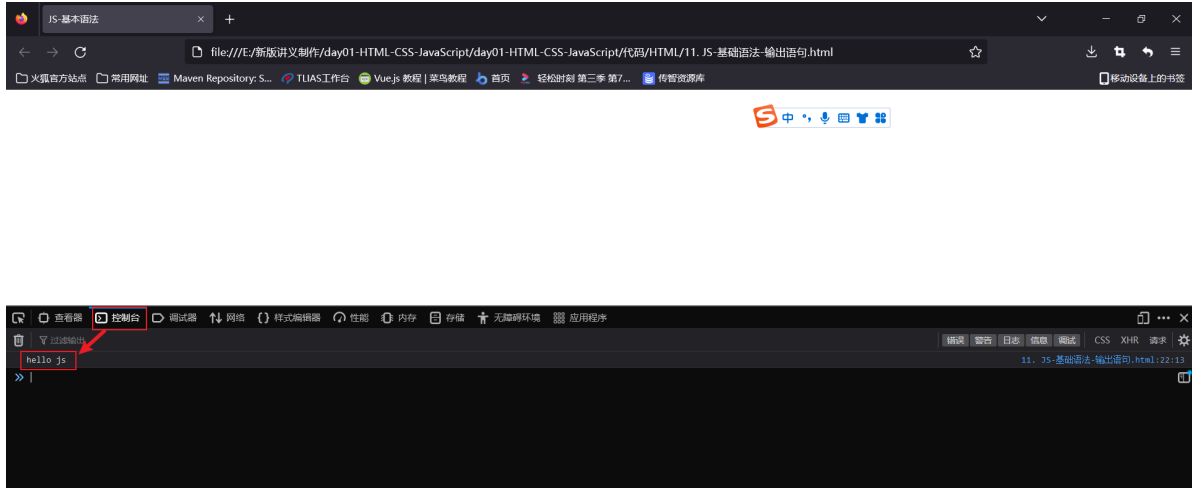 JS-基本语法
file:///E:/新版讲义制作/day01-HTML-CSS-JavaScript/day01-HTML-CSS-JavaScript/代码/HTML/11. JS-基础语法-输出语句.html
火狐官方站点 常用网址 Maven Repository: S... TLIAS工作台 Vue.js 教程 | 菜鸟教程 首页 轻松时刻 第三季 第7... 传智资源库 移动设备上的书签
中
查看器 控制台 调试器 网络 样式编辑器 性能 内存 存储 无障碍环境 应用程序
过滤输出 错误 警告 日志 信息 调试 CSS XHR 请求
hello js 11. JS-基础语法-输出语句.html:22:13